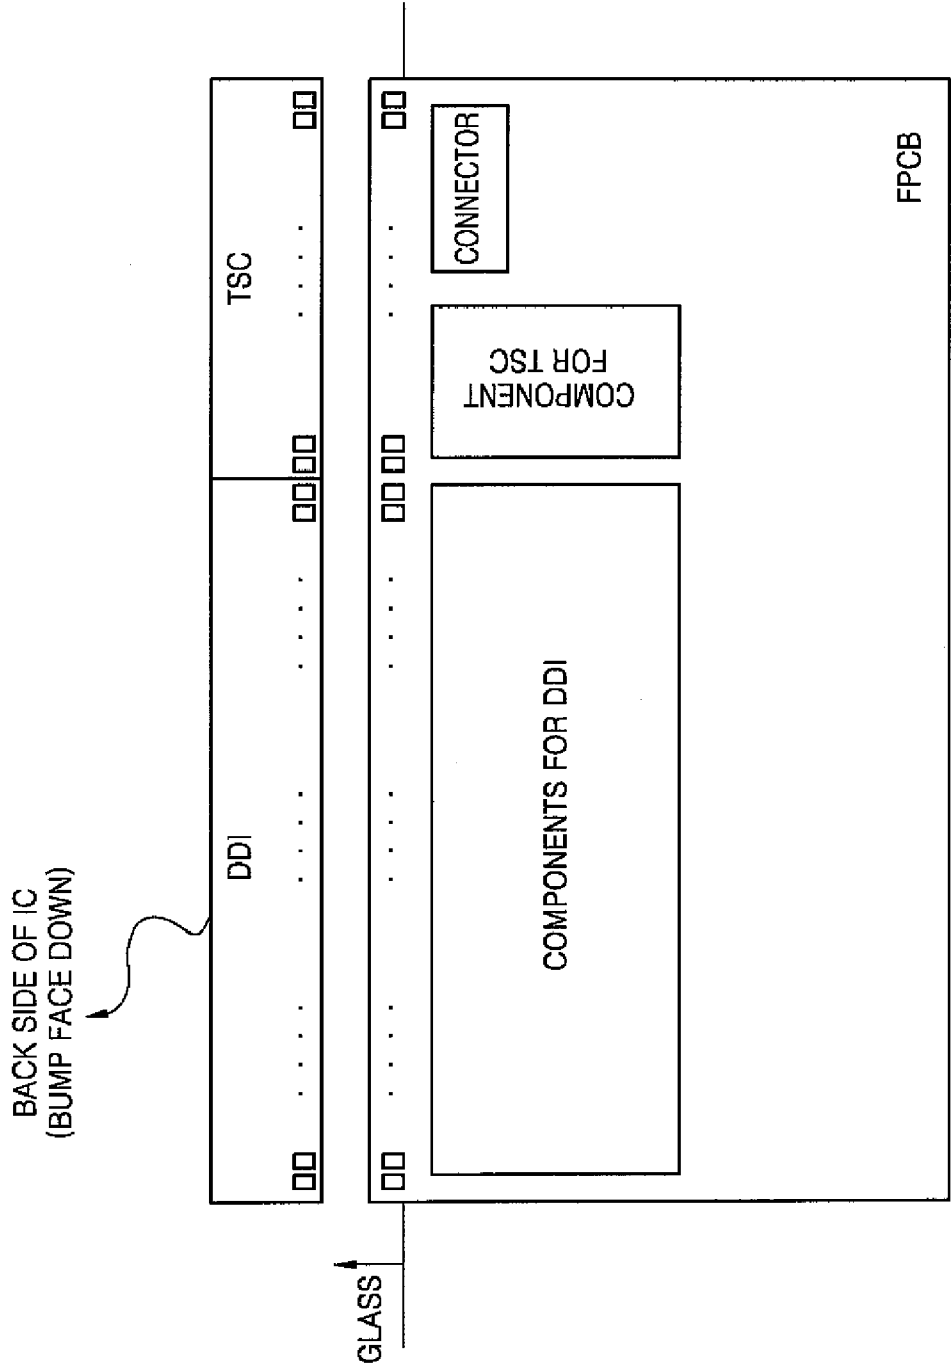 BACK SIDE OF IC
(BUMP FACE DOWN)
DDI
TSC
GLASS
COMPONENTS FOR DDI
COMPONENT
FOR TSC
CONNECTOR
FPCB